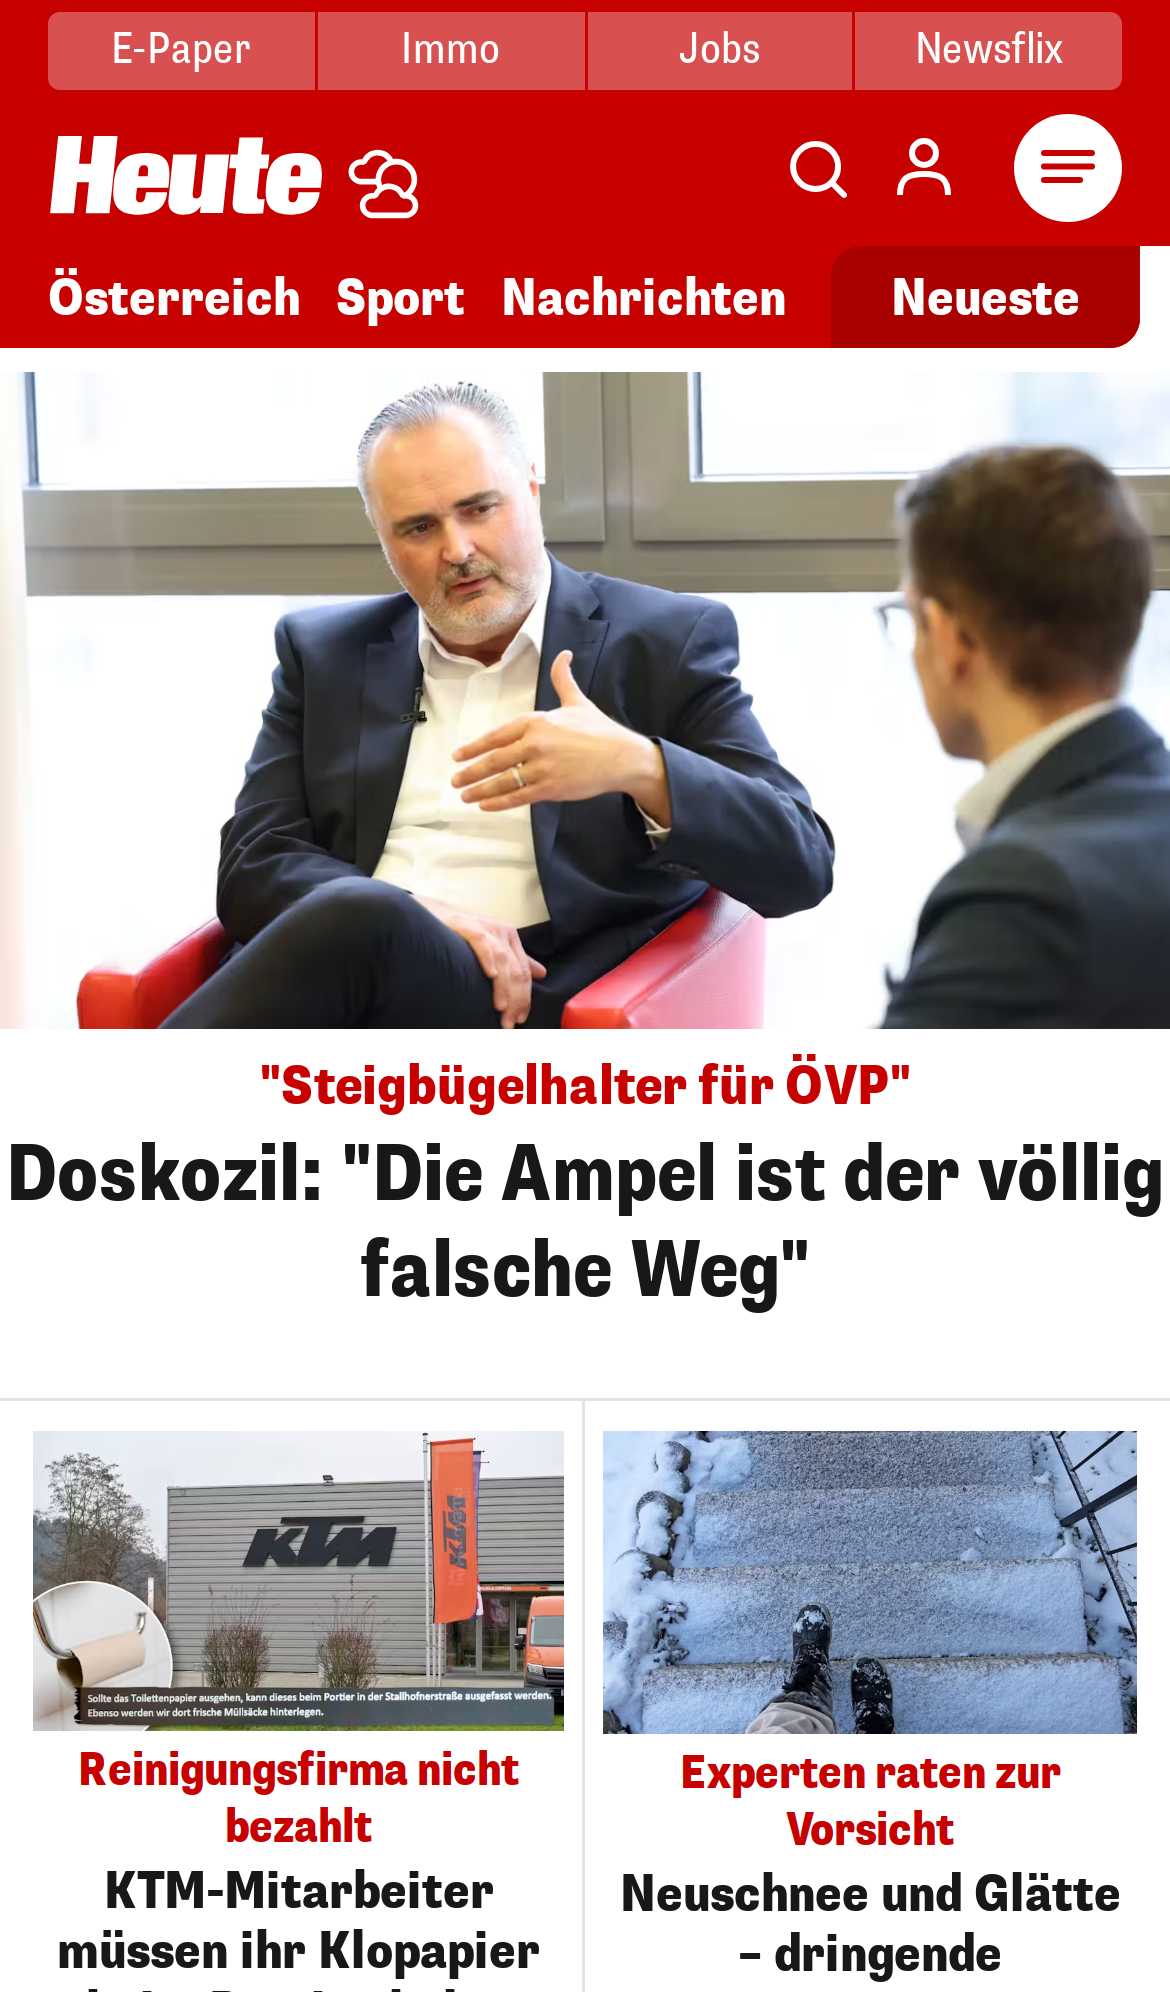 E-Paper Immo Jobs Newsflix
Heute
Österreich Sport Nachrichten Neueste
"Steigbügelhalter für ÖVP"
Doskozil: "Die Ampel ist der völlig
falsche Weg"
KTM
KTM
Sollte das Toilettenpapier ausgehen, kann dieses beim Portier in der Stallhofnerstraße ausgefasst werden.
Ebenso werden wir dort frische Müllsäcke hinterlegen.
Reinigungsfirma nicht
bezahlt
KTM-Mitarbeiter
müssen ihr Klopapier
Experten raten zur
Vorsicht
Neuschnee und Glätte
– dringende